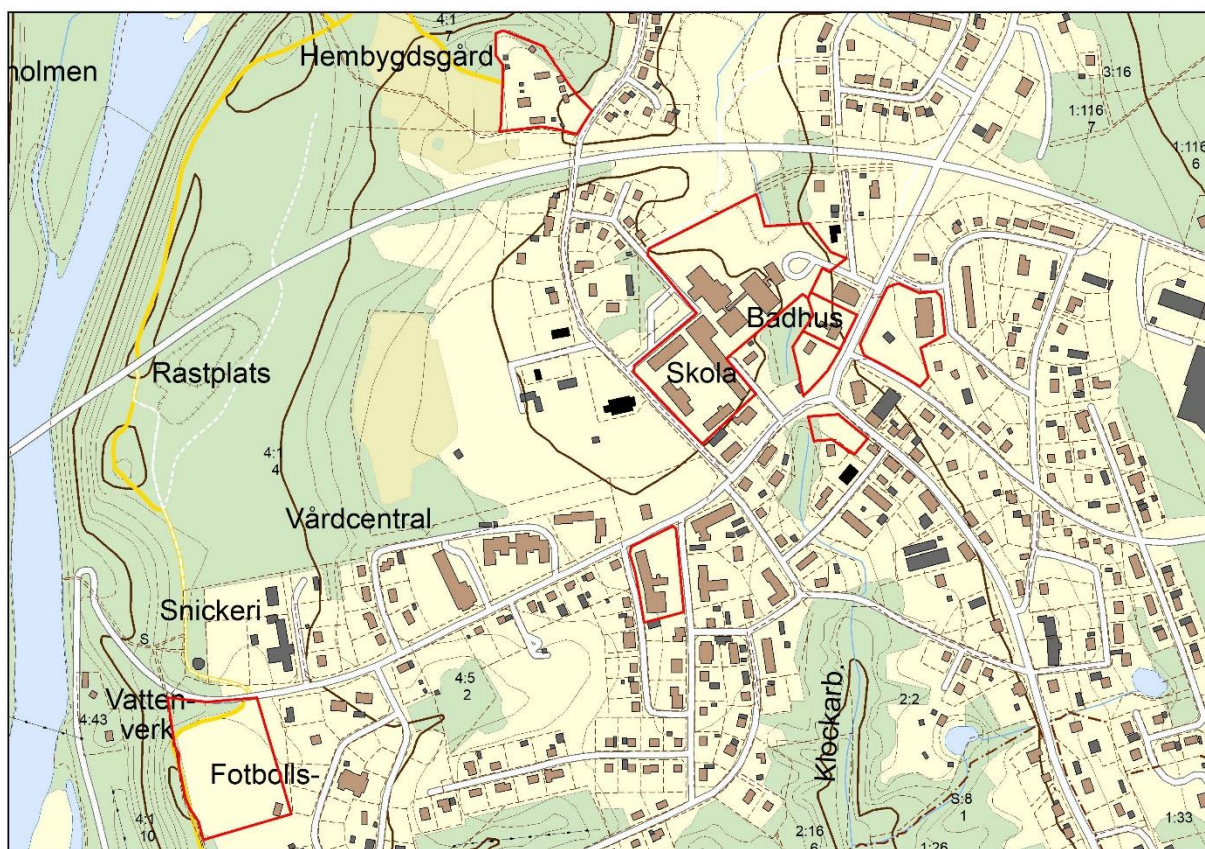 4:1
7
Hembygdsgård
holmen
3:16
1:116
7
1:116
6
Badhus
Rastplats
Skola
4:1
4
Vårdcentral
Snickeri
S
4:5
2
2:2
Vatten-
verk
4:43
Klockarb.
Fotbolls-
S:8
1
4:1
10
2:16
6
1:26
1:33